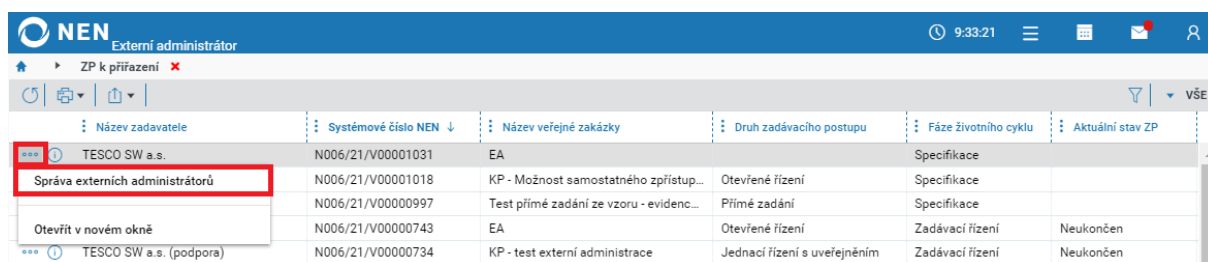 NEN Externí administrátor 9:33:21
ZP k přiřazení
VŠE
Název zadavatele Systémové číslo NEN ↓ Název veřejné zakázky Druh zadávacího postupu Fáze životního cyklu Aktuální stav ZP
TESCO SW a.s. N006/21/V00001031 EA Specifikace
Správa externích administrátorů N006/21/V00001018 KP - Možnost samostatného zpřístup... Otevřené řízení Specifikace
N006/21/V00000997 Test přímé zadání ze vzoru - evidenc... Přímé zadání Specifikace
Otevřít v novém okně N006/21/V00000743 EA Otevřené řízení Zadávací řízení Neukončen
TESCO SW a.s. (podpora) N006/21/V00000734 KP - test externí administrace Jednací řízení s uveřejněním Zadávací řízení Neukončen